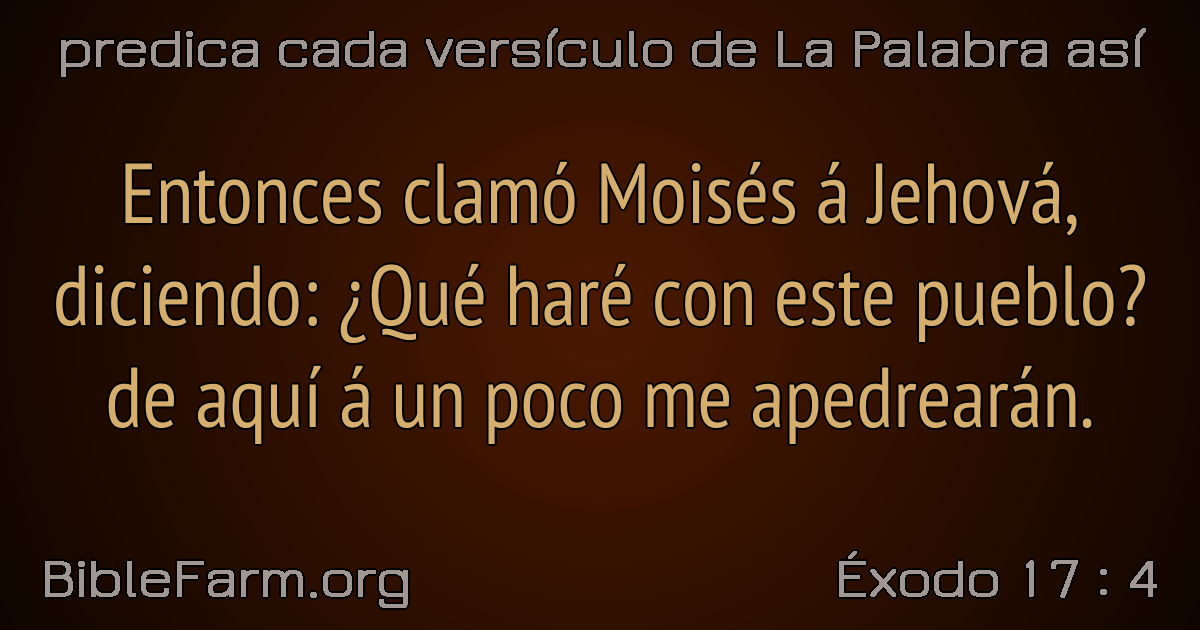 predica cada versículo de La Palabra así
Entonces clamó Moisés á Jehová,
diciendo: ¿Qué haré con este pueblo?
de aquí á un poco me apedrearán.
BibleFarm.org
Éxodo 17 : 4